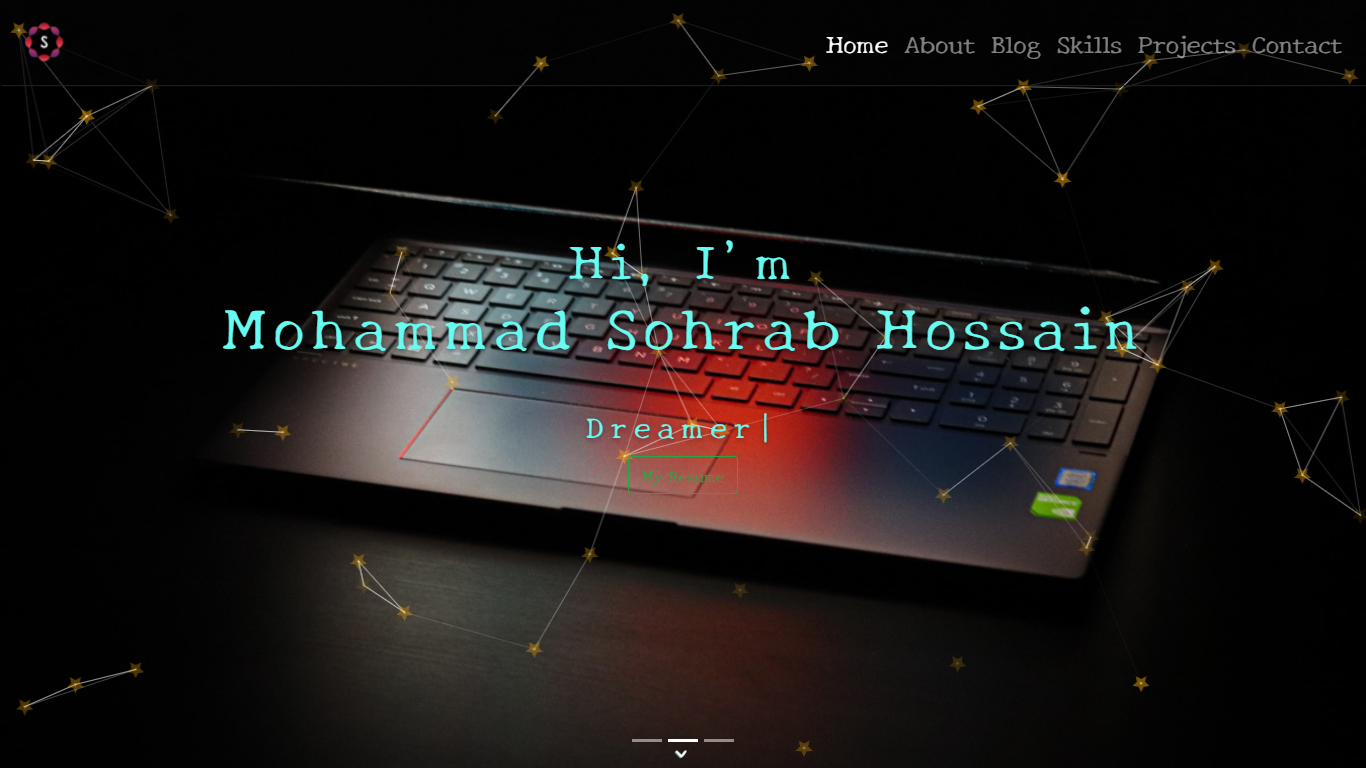 S
Home About Blog Skills Projects Contact
Hi, I'm
Mohammad Sohrab Hossain
Dreamer|
My Resume